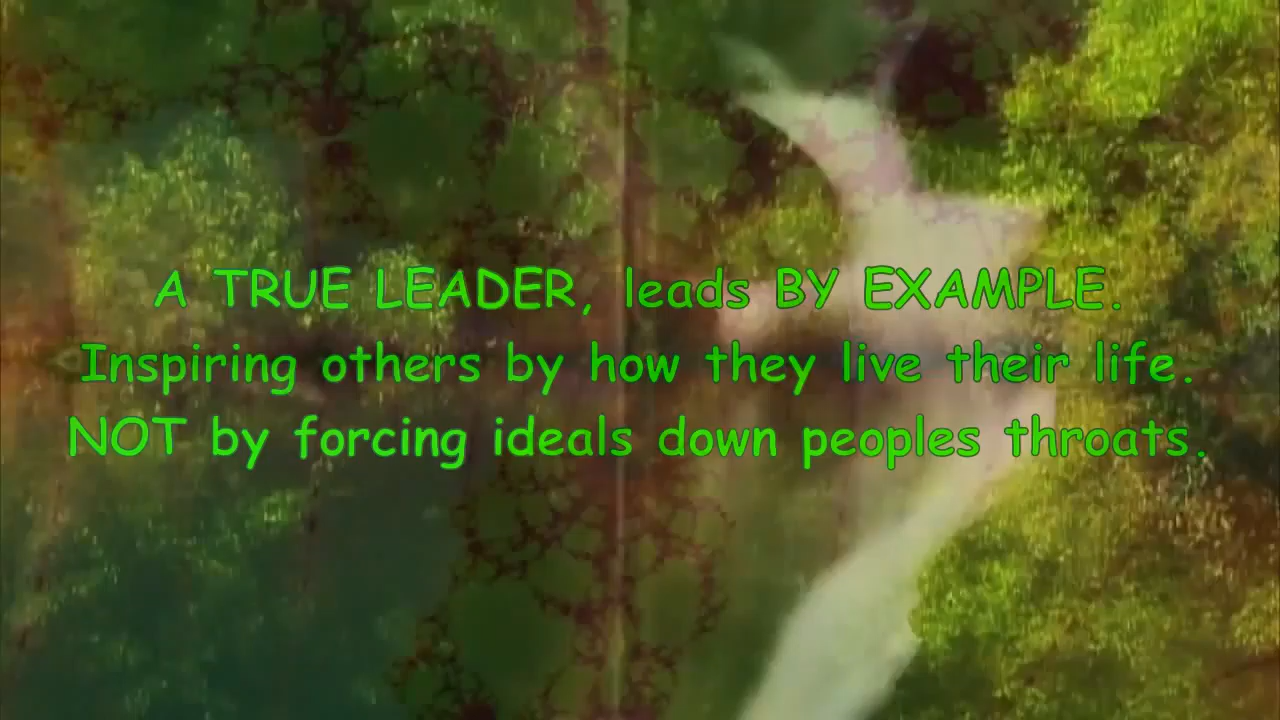 A TRUE LEADER, leads BY EXAMPLE.
Inspiring others by how they live their life.
NOT by forcing ideals down peoples throats.